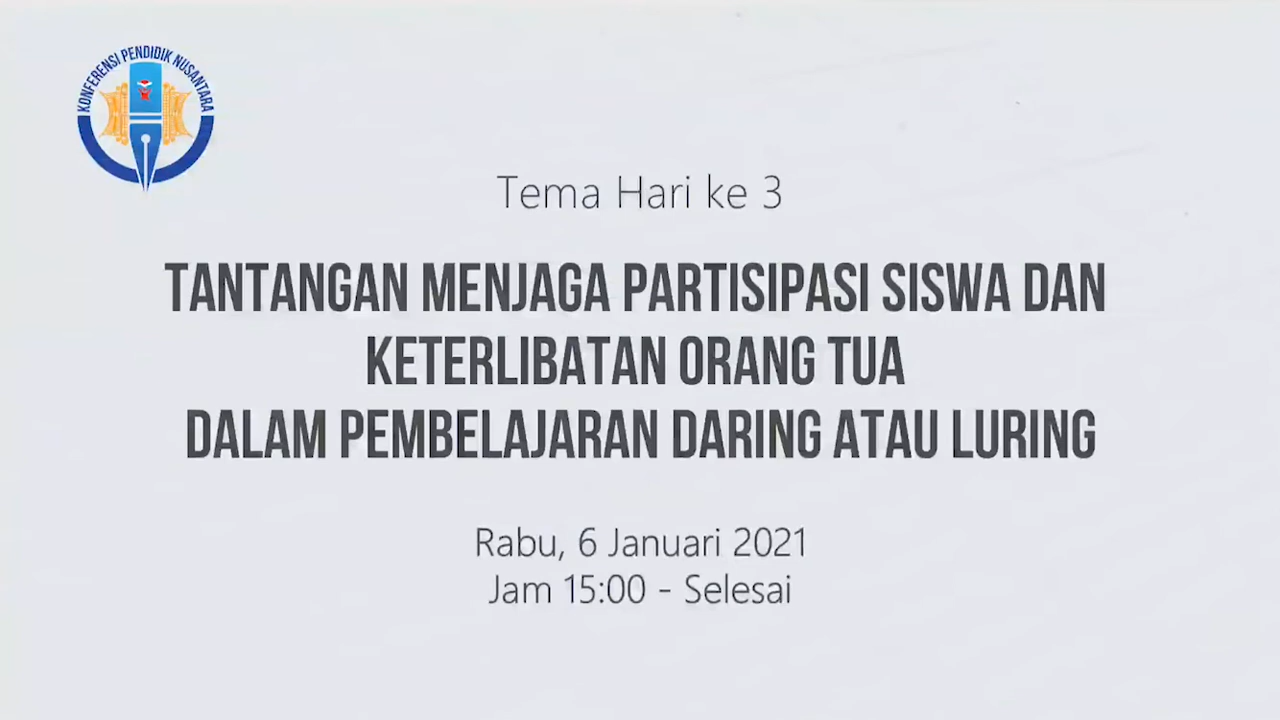 KONFERENSI PENDIDIK NUSANTARA
Tema Hari ke 3
TANTANGAN MENJAGA PARTISIPASI SISWA DAN
KETERLIBATAN ORANG TUA
DALAM PEMBELAJARAN DARING ATAU LURING
Rabu, 6 Januari 2021
Jam 15:00 - Selesai